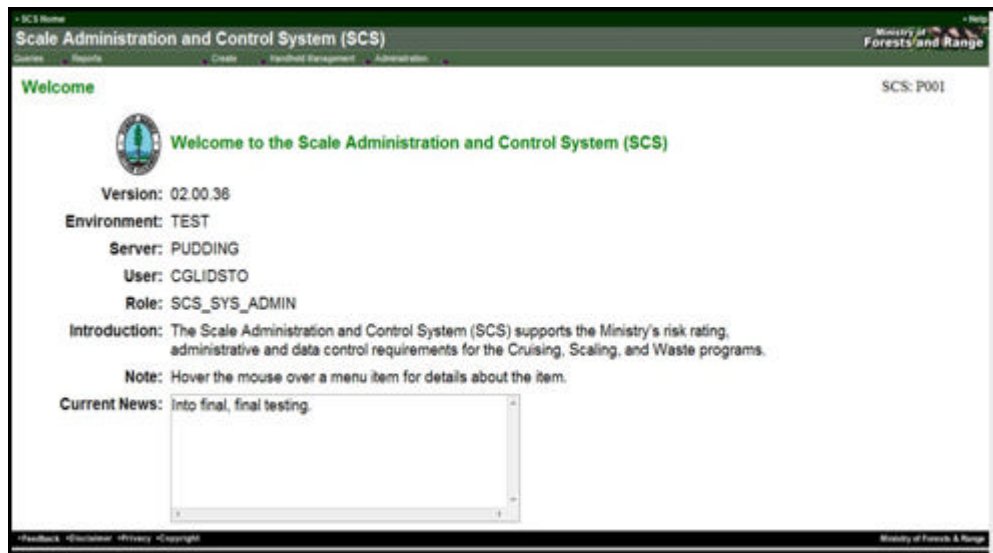 • SCS Home
• Help
Scale Administration and Control System (SCS)
Ministry of
Forests and Range
Queries Reports Create Handheld Management Administration
Welcome
SCS: P001
Welcome to the Scale Administration and Control System (SCS)
Version: 02.00.36
Environment: TEST
Server: PUDDING
User: CGLIDSTO
Role: SCS_SYS_ADMIN
Introduction: The Scale Administration and Control System (SCS) supports the Ministry's risk rating,
administrative and data control requirements for the Cruising, Scaling, and Waste programs.
Note: Hover the mouse over a menu item for details about the item.
Current News: Into final, final testing.
•Feedback •Disclaimer •Privacy •Copyright
Ministry of Forests & Range